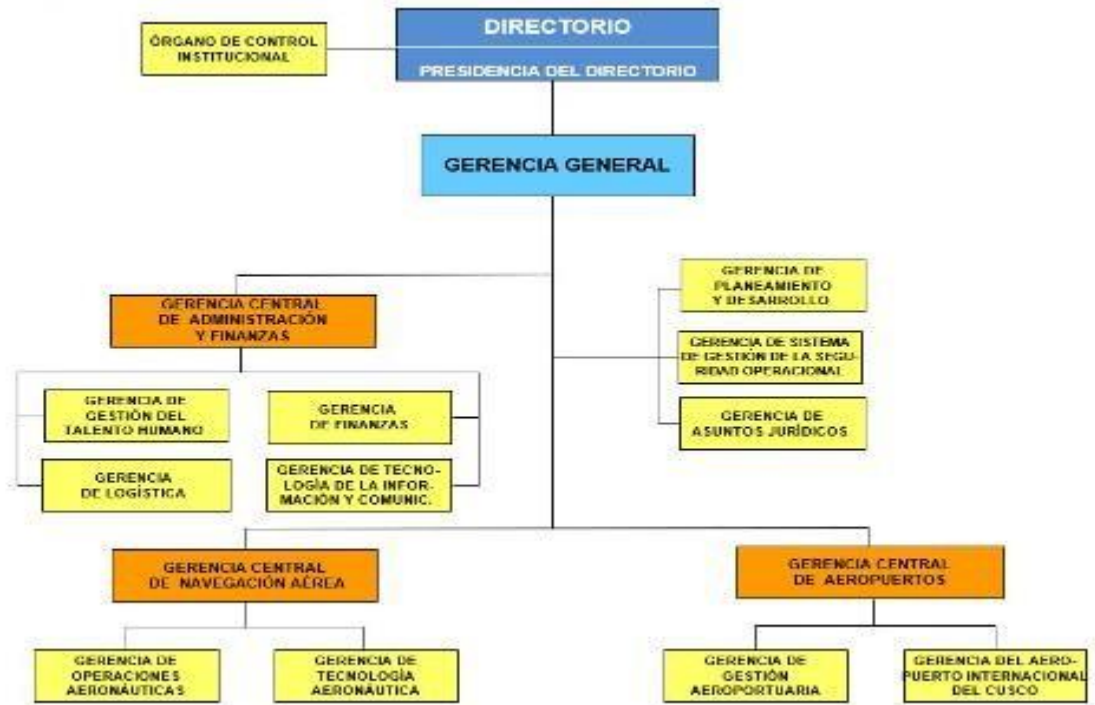 DIRECTORIO
PRESIDENCIA DEL DIRECTORIO
ÓRGANO DE CONTROL
INSTITUCIONAL
GERENCIA GENERAL
GERENCIA DE
PLANEAMIENTO
Y DESARROLLO
GERENCIA DE SISTEMA
DE GESTIÓN DE LA SEGU-
RIDAD OPERACIONAL
GERENCIA DE
ASUNTOS JURÍDICOS
GERENCIA CENTRAL
DE ADMINISTRACIÓN
Y FINANZAS
GERENCIA DE
GESTIÓN DEL
TALENTO HUMANO
GERENCIA
DE FINANZAS
GERENCIA
DE LOGÍSTICA
GERENCIA DE TECNO-
LOGÍA DE LA INFOR-
MACIÓN Y COMUNIC.
GERENCIA CENTRAL
DE NAVEGACIÓN AÉREA
GERENCIA CENTRAL
DE AEROPUERTOS
GERENCIA DE
OPERACIONES
AERONÁUTICAS
GERENCIA DE
TECNOLOGÍA
AERONÁUTICA
GERENCIA DE
GESTIÓN
AEROPORTUARIA
GERENCIA DEL AERO-
PUERTO INTERNACIONAL
DEL CUSCO